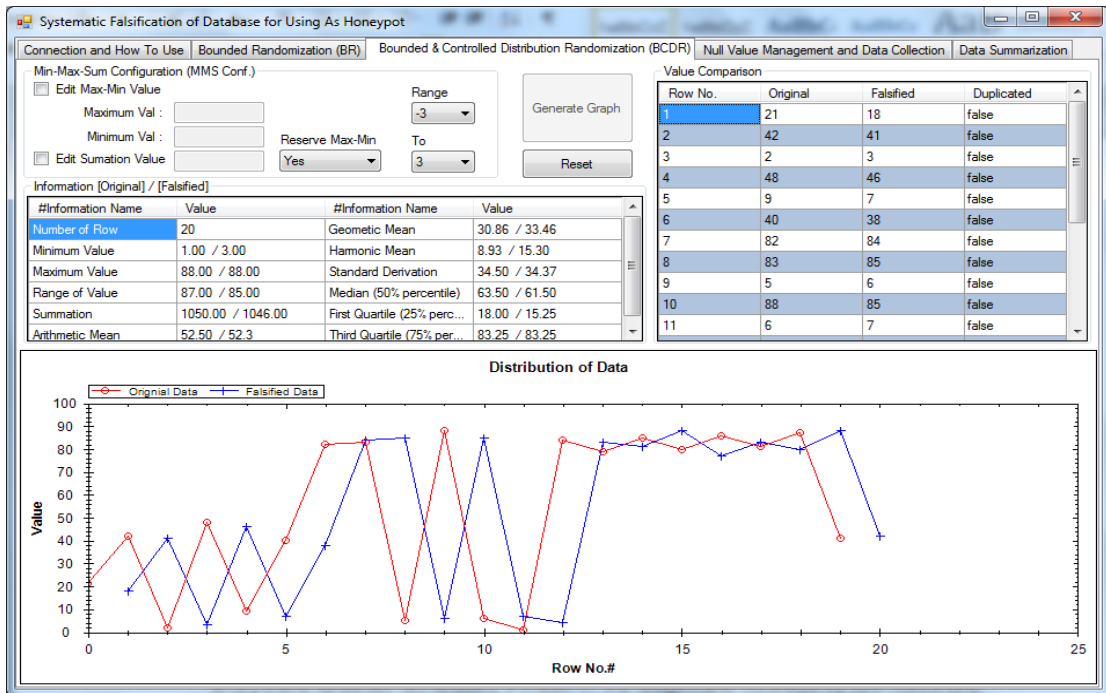 Systematic Falsification of Database for Using As Honeypot
Connection and How To Use
Bounded Randomization (BR)
Bounded & Controlled Distribution Randomization (BCDR)
Null Value Management and Data Collection
Data Summarization
Min-Max-Sum Configuration (MMS Conf.)
Edit Max-Min Value
Maximum Val :
Minimum Val :
Edit Sumation Value
Reserve Max-Min
Yes
Range
-3
To
3
Generate Graph
Reset
Information [Original] / [Falsified]
#Information Name Value #Information Name Value
Number of Row 20 Geometic Mean 30.86 / 33.46
Minimum Value 1.00 / 3.00 Harmonic Mean 8.93 / 15.30
Maximum Value 88.00 / 88.00 Standard Derivation 34.50 / 34.37
Range of Value 87.00 / 85.00 Median (50% percentile) 63.50 / 61.50
Summation 1050.00 / 1046.00 First Quartile (25% perc... 18.00 / 15.25
Arithmetic Mean 52.50 / 52.3 Third Quartile (75% per... 83.25 / 83.25
Value Comparison
Row No. Original Falsified Duplicated
1 21 18 false
2 42 41 false
3 2 3 false
4 48 46 false
5 9 7 false
6 40 38 false
7 82 84 false
8 83 85 false
9 5 6 false
10 88 85 false
11 6 7 false
Distribution of Data
Orignial Data Falsified Data
Value
100
90
80
70
60
50
40
30
20
10
0
0 5 10 15 20 25
Row No.#